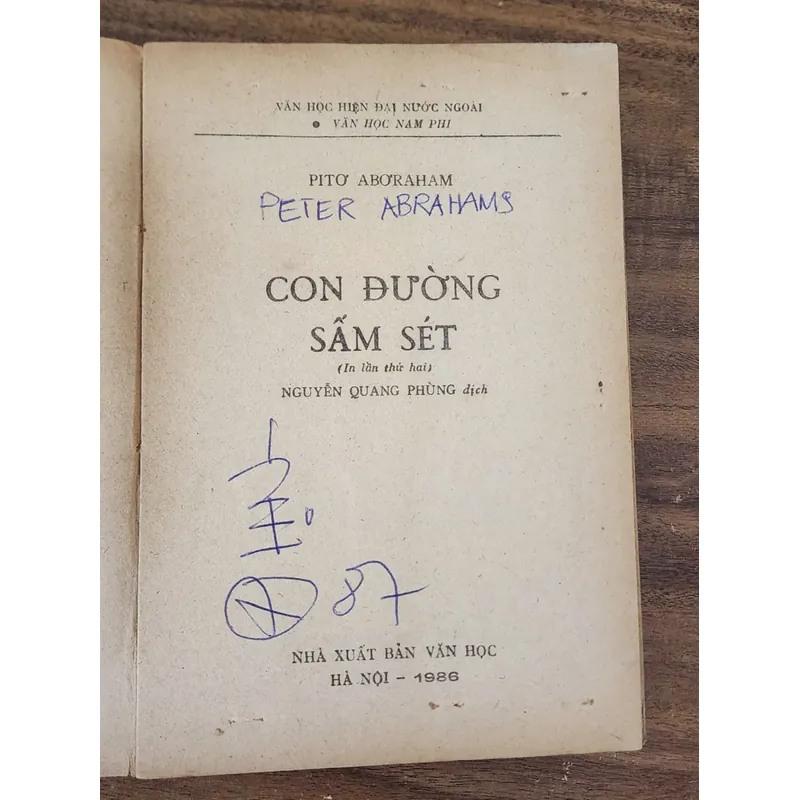 VĂN HỌC HIỆN ĐẠI NƯỚC NGOÀI
● VĂN HỌC NAM PHI
PITƠ ABƠRAHAM
PETER ABRAHAMS
CON ĐƯỜNG
SẤM SÉT
(In lần thứ hai)
NGUYỄN QUANG PHÙNG dịch
87
NHÀ XUẤT BẢN VĂN HỌC
HÀ NỘI – 1986